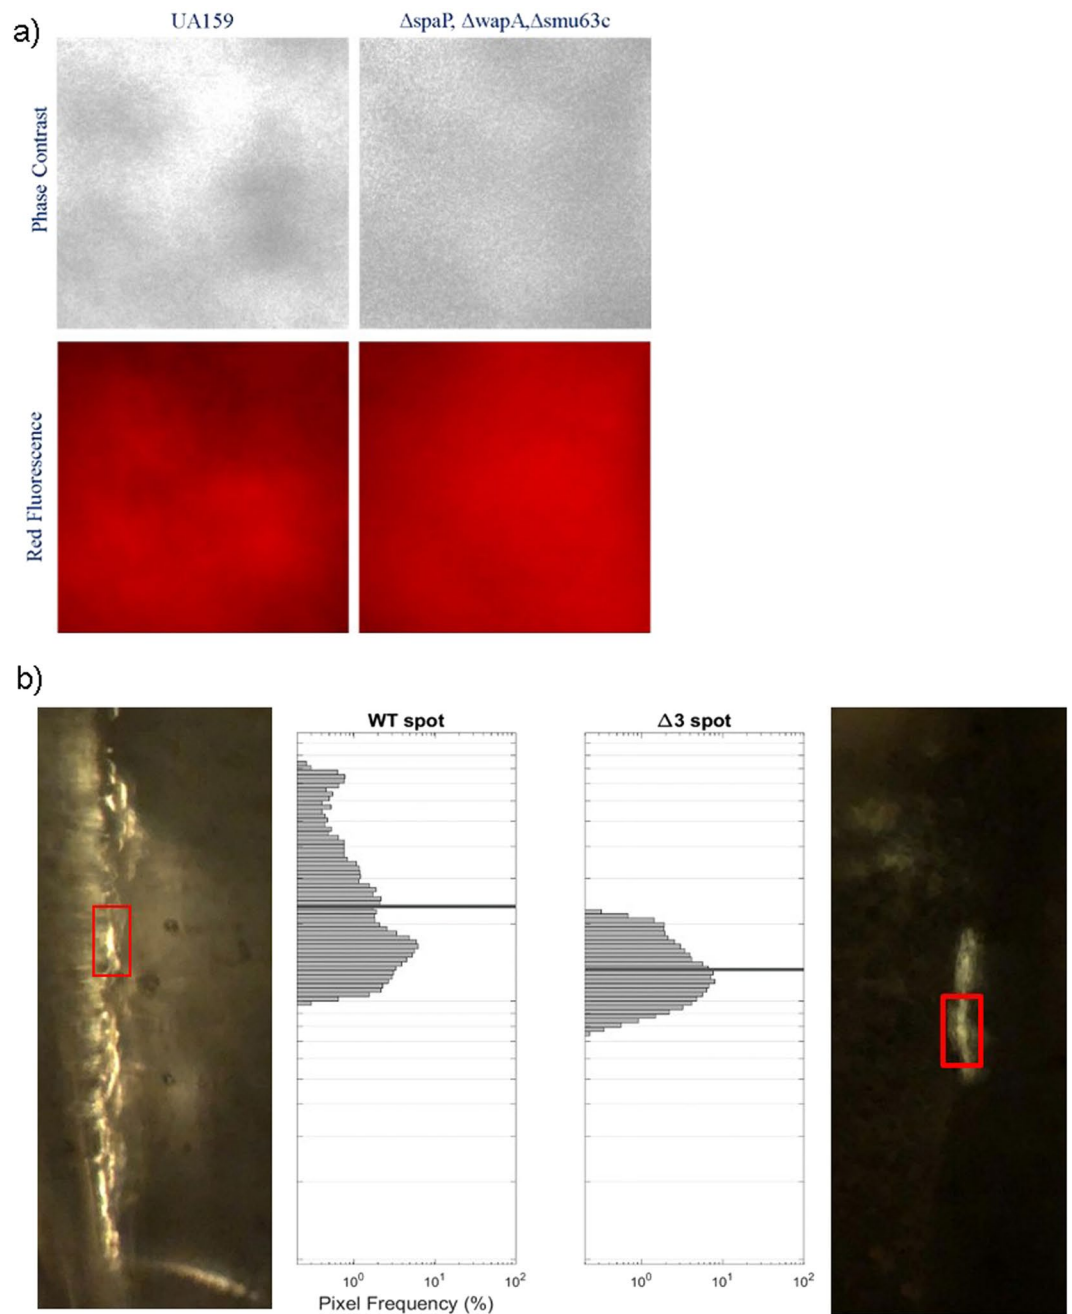 a)
UA159
ΔspaP, ΔwapA,Δsmu63c
Phase Contrast
Red Fluorescence
b)
WT spot
Δ3 spot
10⁰ 10¹ 10²
10⁰ 10¹ 10²
Pixel Frequency (%)